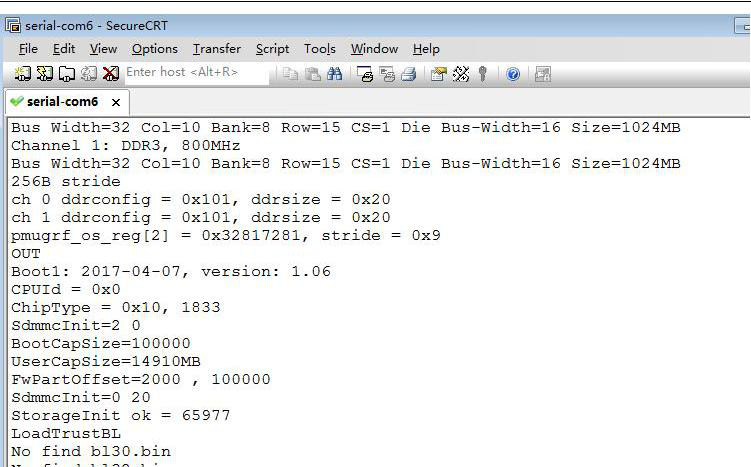 serial-com6 - SecureCRT
File Edit View Options Transfer Script Tools Window Help
Enter host <Alt+R>
serial-com6 ×
Bus Width=32 Col=10 Bank=8 Row=15 CS=1 Die Bus-Width=16 Size=1024MB
Channel 1: DDR3, 800MHz
Bus Width=32 Col=10 Bank=8 Row=15 CS=1 Die Bus-Width=16 Size=1024MB
256B stride
ch 0 ddrconfig = 0x101, ddrsize = 0x20
ch 1 ddrconfig = 0x101, ddrsize = 0x20
pmugrf_os_reg[2] = 0x32817281, stride = 0x9
OUT
Boot1: 2017-04-07, version: 1.06
CPUId = 0x0
ChipType = 0x10, 1833
SdmmcInit=2 0
BootCapSize=100000
UserCapSize=14910MB
FwPartOffset=2000 , 100000
SdmmcInit=0 20
StorageInit ok = 65977
LoadTrustBL
No find bl30.bin